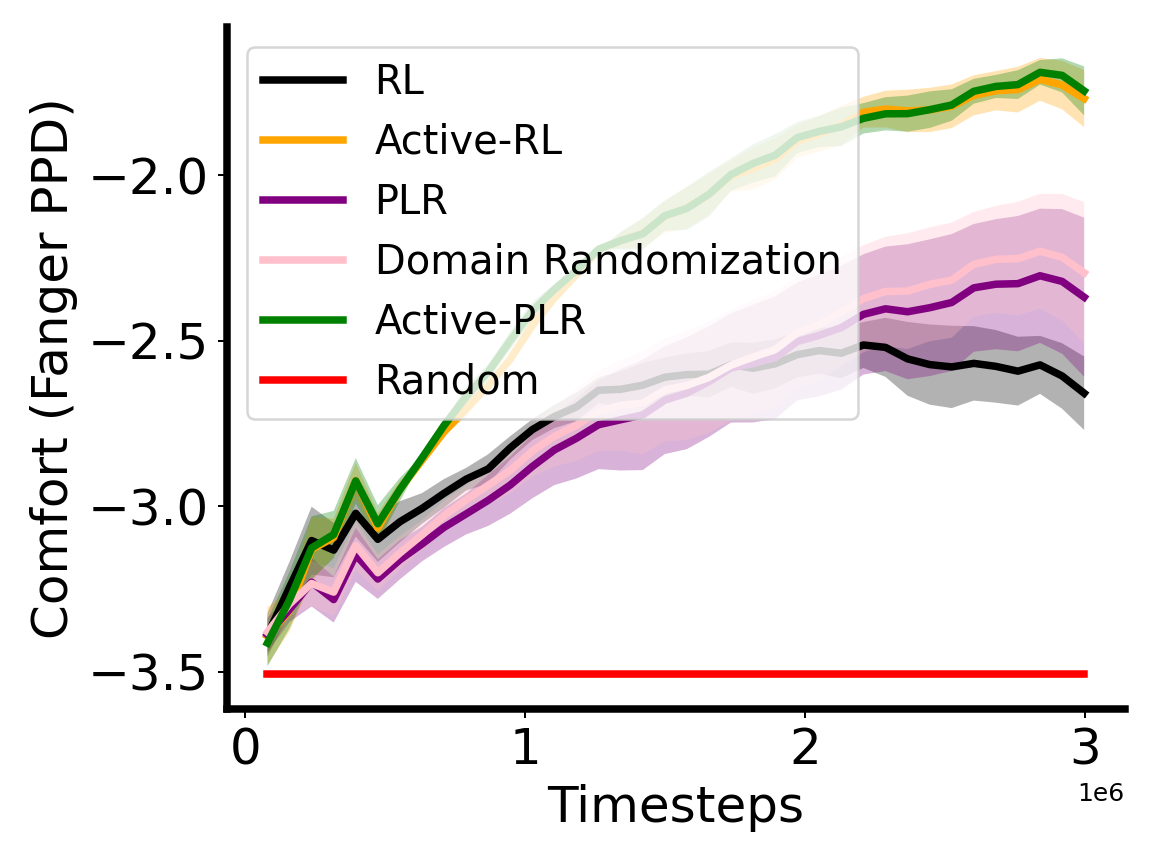 RL
Active-RL
PLR
Domain Randomization
Active-PLR
Random
Comfort (Fanger PPD)
−2.0
−2.5
−3.0
−3.5
0
1
2
3
1e6
Timesteps